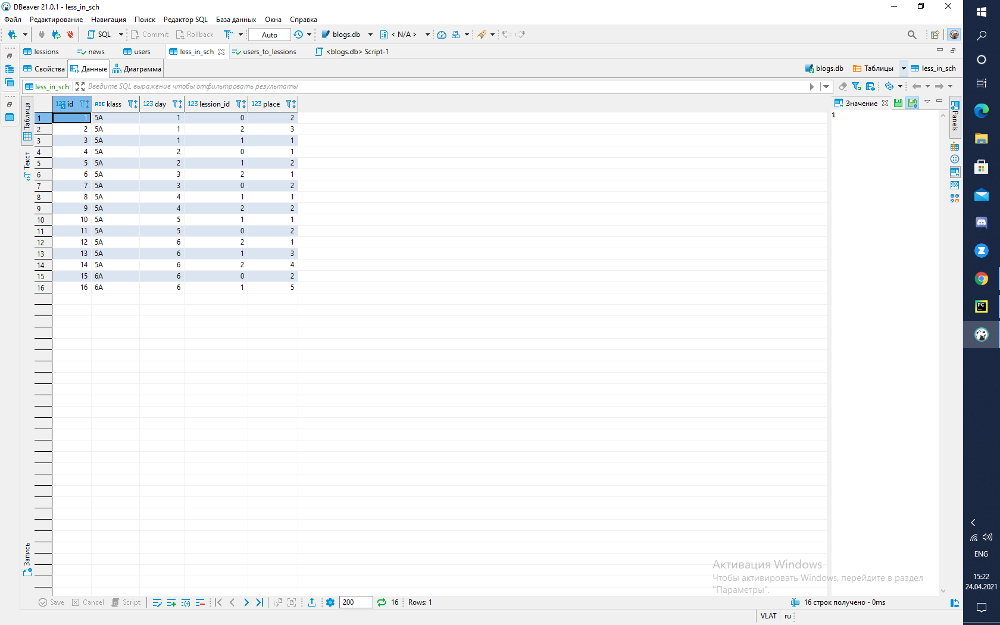 DBeaver 21.0.1 - less_in_sch
Файл Редактирование Навигация Поиск Редактор SQL База данных Окна Справка
SQL Commit Rollback Auto blogs.db < N/A >
lessions news users less_in_sch users_to_lessions <blogs.db> Script-1
Свойства Данные Диаграмма blogs.db Таблицы less_in_sch
less_in_sch Введите SQL выражение чтобы отфильтровать результаты
123 id ABC klass 123 day 123 lession_id 123 place
1 1 5A 1 0 2
2 2 5A 1 2 3
3 3 5A 1 1 1
4 4 5A 2 0 1
5 5 5A 2 1 2
6 6 5A 3 2 1
7 7 5A 3 0 2
8 8 5A 4 1 1
9 9 5A 4 2 2
10 10 5A 5 1 1
11 11 5A 5 0 2
12 12 5A 6 2 1
13 13 5A 6 1 3
14 14 5A 6 2 4
15 15 6A 6 0 2
16 16 6A 6 1 5
Таблица
Текст
Запись
Значение
1
Panels
Активация Windows
Чтобы активировать Windows, перейдите в раздел
"Параметры".
Save Cancel Script 200 16 Rows: 1 16 строк получено - 0ms
VLAT ru
PC
ENG
15:22
24.04.2021